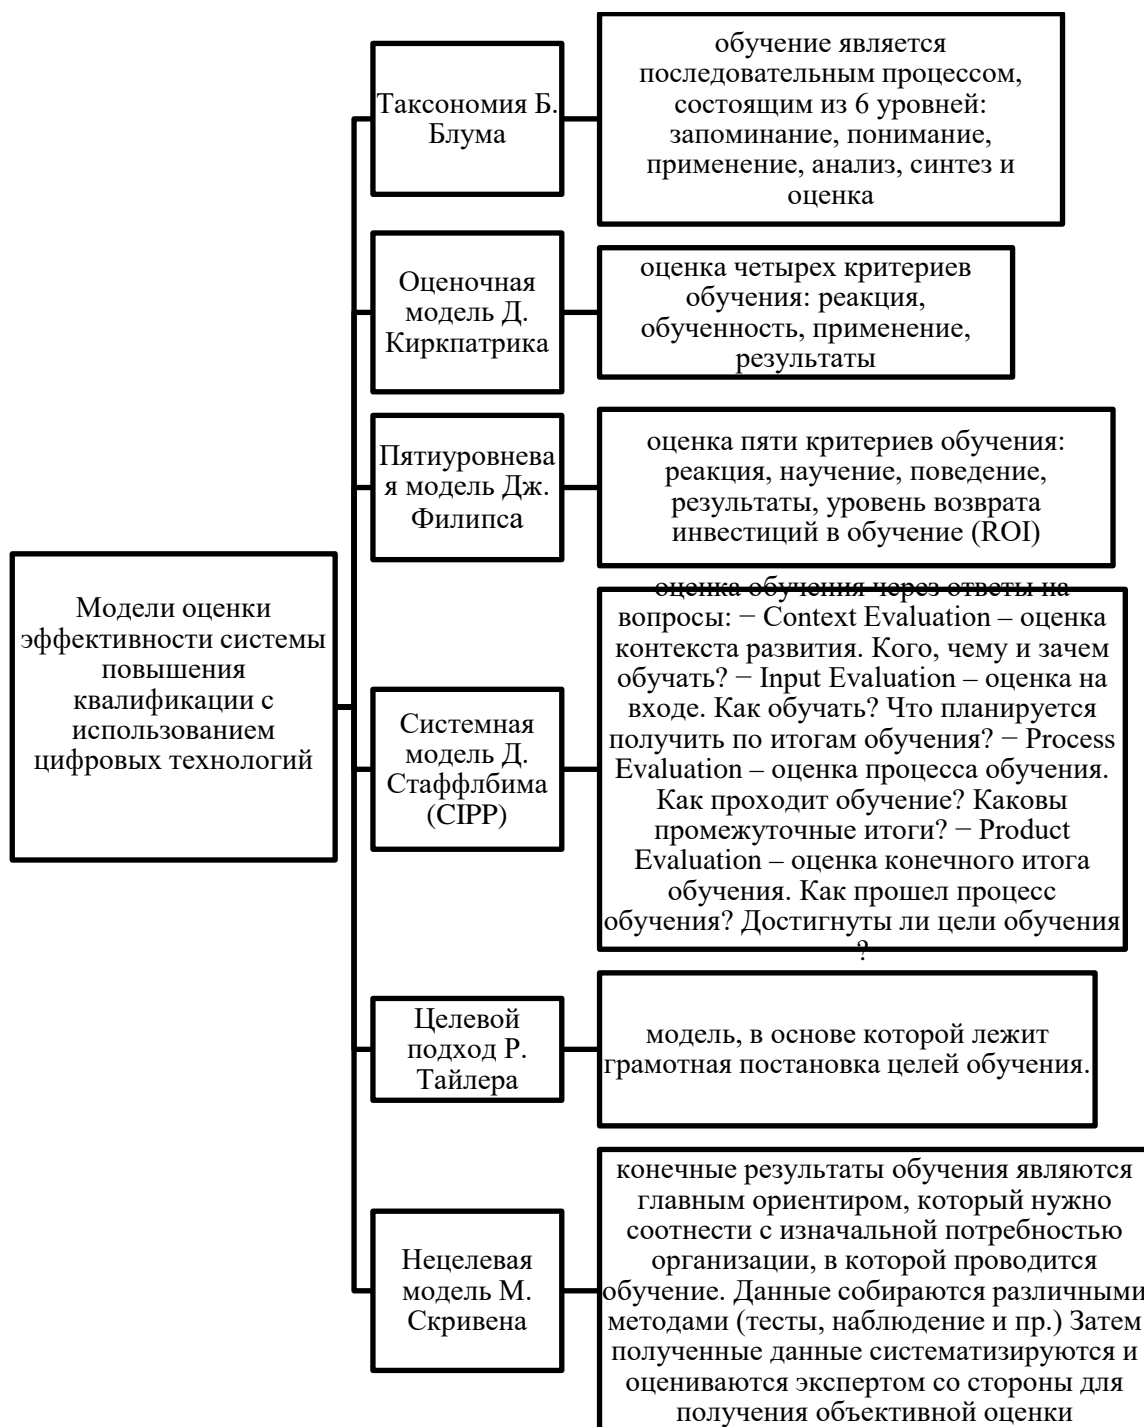 Модели оценки
эффективности системы
повышения
квалификации с
использованием
цифровых технологий
Таксономия Б.
Блума
обучение является
последовательным процессом,
состоящим из 6 уровней:
запоминание, понимание,
применение, анализ, синтез и
оценка
Оценочная
модель Д.
Киркпатрика
оценка четырех критериев
обучения: реакция,
обученность, применение,
результаты
Пятиуровнева
я модель Дж.
Филипса
оценка пяти критериев обучения:
реакция, научение, поведение,
результаты, уровень возврата
инвестиций в обучение (ROI)
Системная
модель Д.
Стаффлбима
(CIPP)
оценка обучения через ответы на
вопросы: − Context Evaluation – оценка
контекста развития. Кого, чему и зачем
обучать? − Input Evaluation – оценка на
входе. Как обучать? Что планируется
получить по итогам обучения? − Process
Evaluation – оценка процесса обучения.
Как проходит обучение? Каковы
промежуточные итоги? − Product
Evaluation – оценка конечного итога
обучения. Как прошел процесс
обучения? Достигнуты ли цели обучения
?
Целевой
подход Р.
Тайлера
модель, в основе которой лежит
грамотная постановка целей обучения.
Нецелевая
модель М.
Скривена
конечные результаты обучения являются
главным ориентиром, который нужно
соотнести с изначальной потребностью
организации, в которой проводится
обучение. Данные собираются различными
методами (тесты, наблюдение и пр.) Затем
полученные данные систематизируются и
оцениваются экспертом со стороны для
получения объективной оценки